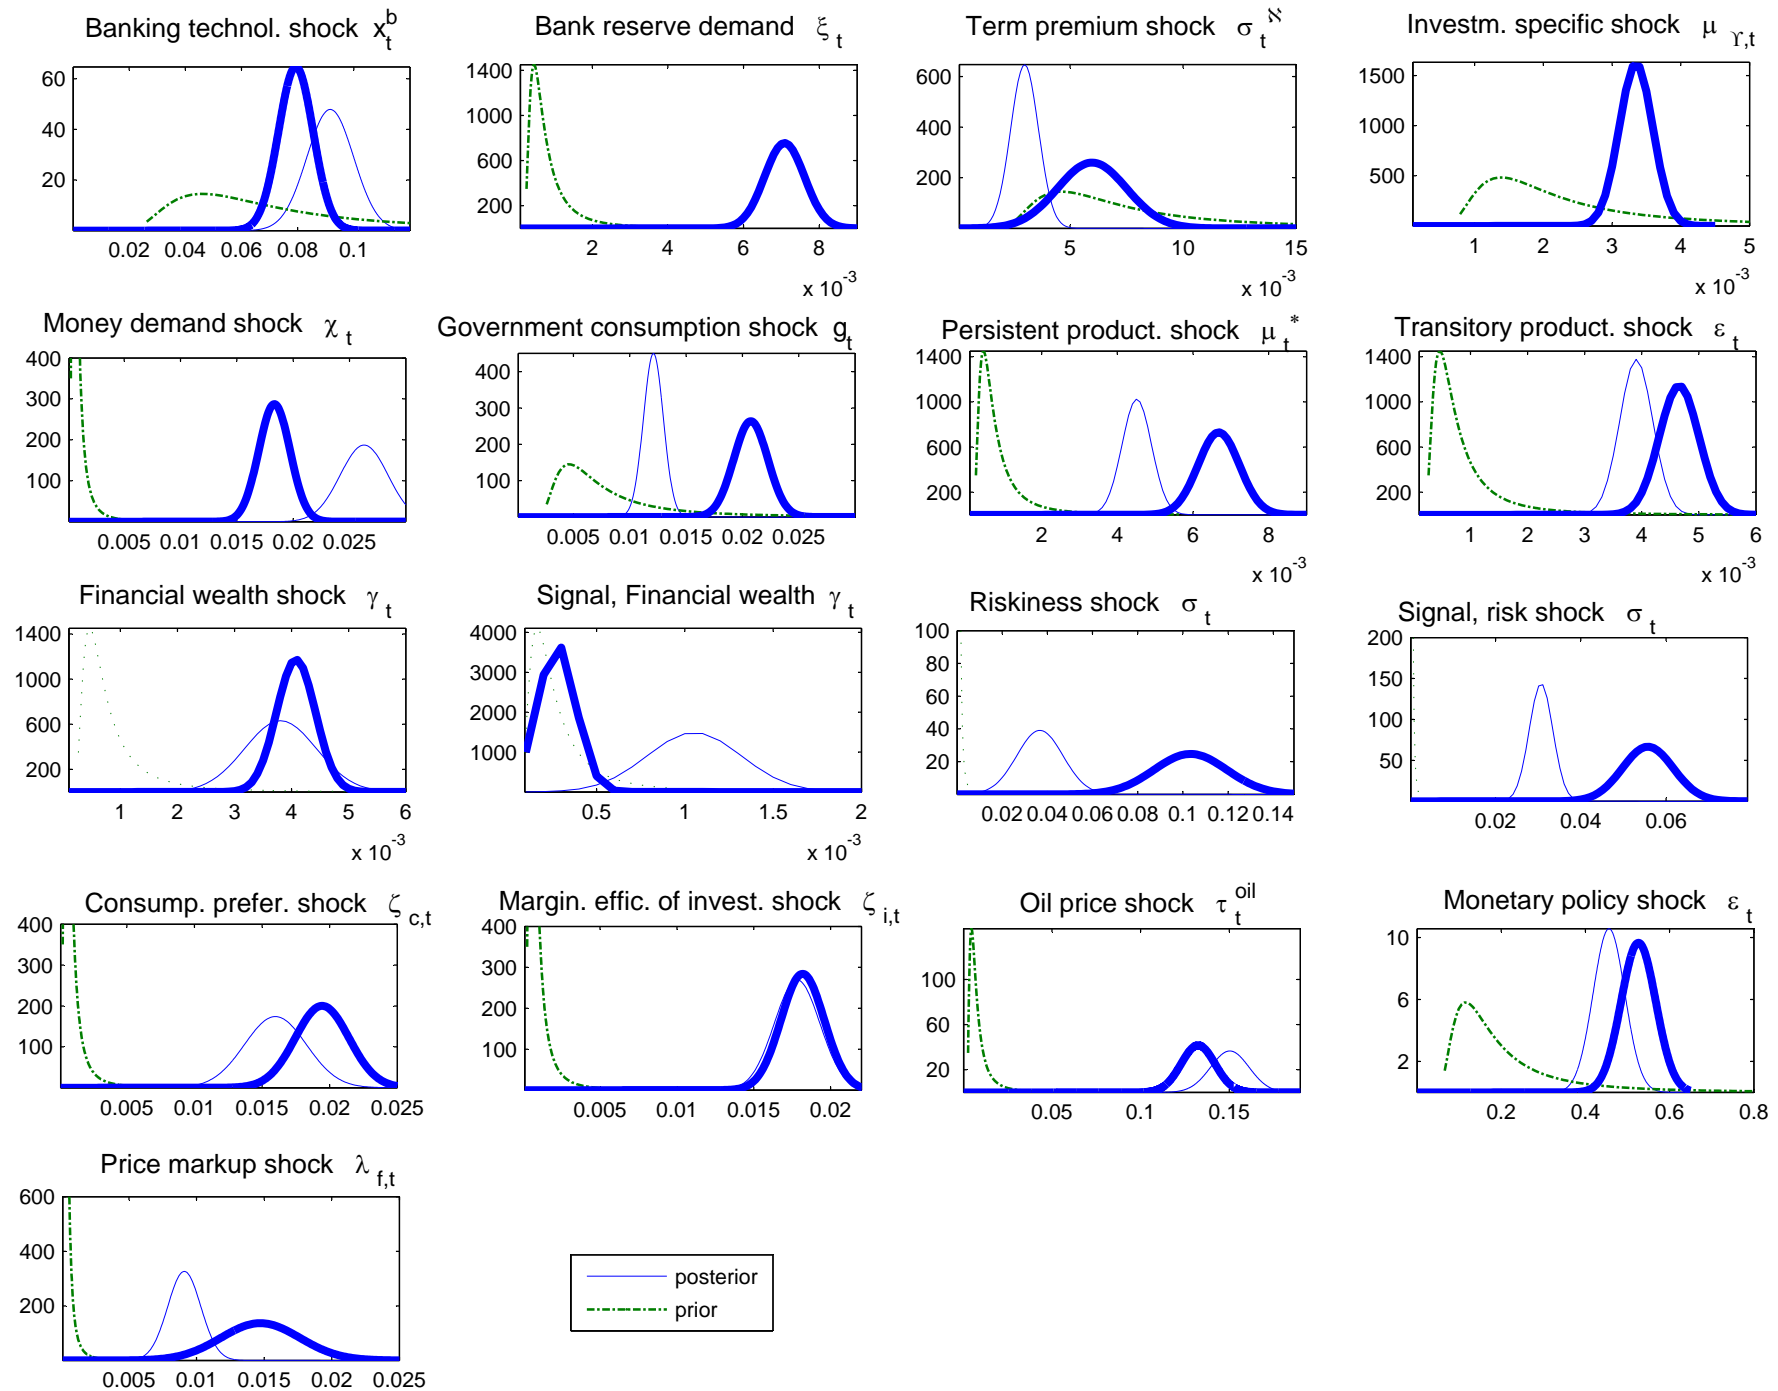 Banking technol. shock x_t^b
60
40
20
0.02 0.04 0.06 0.08 0.1
Bank reserve demand ξ_t
1400
1000
600
200
2 4 6 8
x 10^-3
Term premium shock σ_t^ℵ
600
400
200
5 10 15
x 10^-3
Investm. specific shock μ_ϒ,t
1500
1000
500
1 2 3 4 5
x 10^-3
Money demand shock χ_t
400
300
200
100
0.005 0.01 0.015 0.02 0.025
Government consumption shock g_t
400
300
200
100
0.005 0.01 0.015 0.02 0.025
Persistent product. shock μ_t^*
1400
1000
600
200
2 4 6 8
x 10^-3
Transitory product. shock ε_t
1400
1000
600
200
1 2 3 4 5 6
x 10^-3
Financial wealth shock γ_t
1400
1000
600
200
1 2 3 4 5 6
x 10^-3
Signal, Financial wealth γ_t
4000
3000
2000
1000
0.5 1 1.5 2
x 10^-3
Riskiness shock σ_t
100
80
60
40
20
0.02 0.04 0.06 0.08 0.1 0.12 0.14
Signal, risk shock σ_t
200
150
100
50
0.02 0.04 0.06
Consump. prefer. shock ζ_c,t
400
300
200
100
0.005 0.01 0.015 0.02 0.025
Margin. effic. of invest. shock ζ_i,t
400
300
200
100
0.005 0.01 0.015 0.02
Oil price shock τ_t^oil
100
60
20
0.05 0.1 0.15
Monetary policy shock ε_t
10
6
2
0.2 0.4 0.6 0.8
Price markup shock λ_f,t
600
400
200
0.005 0.01 0.015 0.02 0.025
posterior
prior